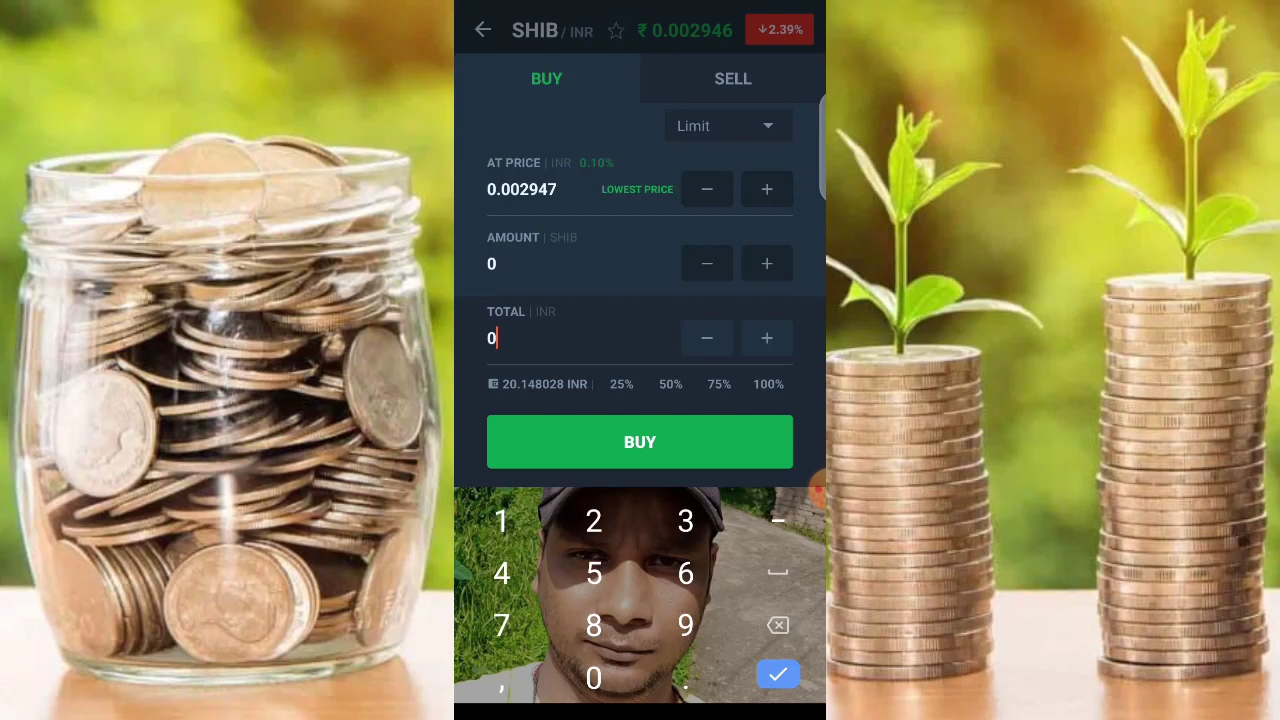 SHIB / INR ₹ 0.002946 ↓2.39%
BUY SELL
Limit
AT PRICE | INR 0.10%
0.002947 LOWEST PRICE − +
AMOUNT | SHIB
0 − +
TOTAL | INR
0 − +
20.148028 INR | 25% 50% 75% 100%
BUY
1 2 3 −
4 5 6
7 8 9
, 0 .